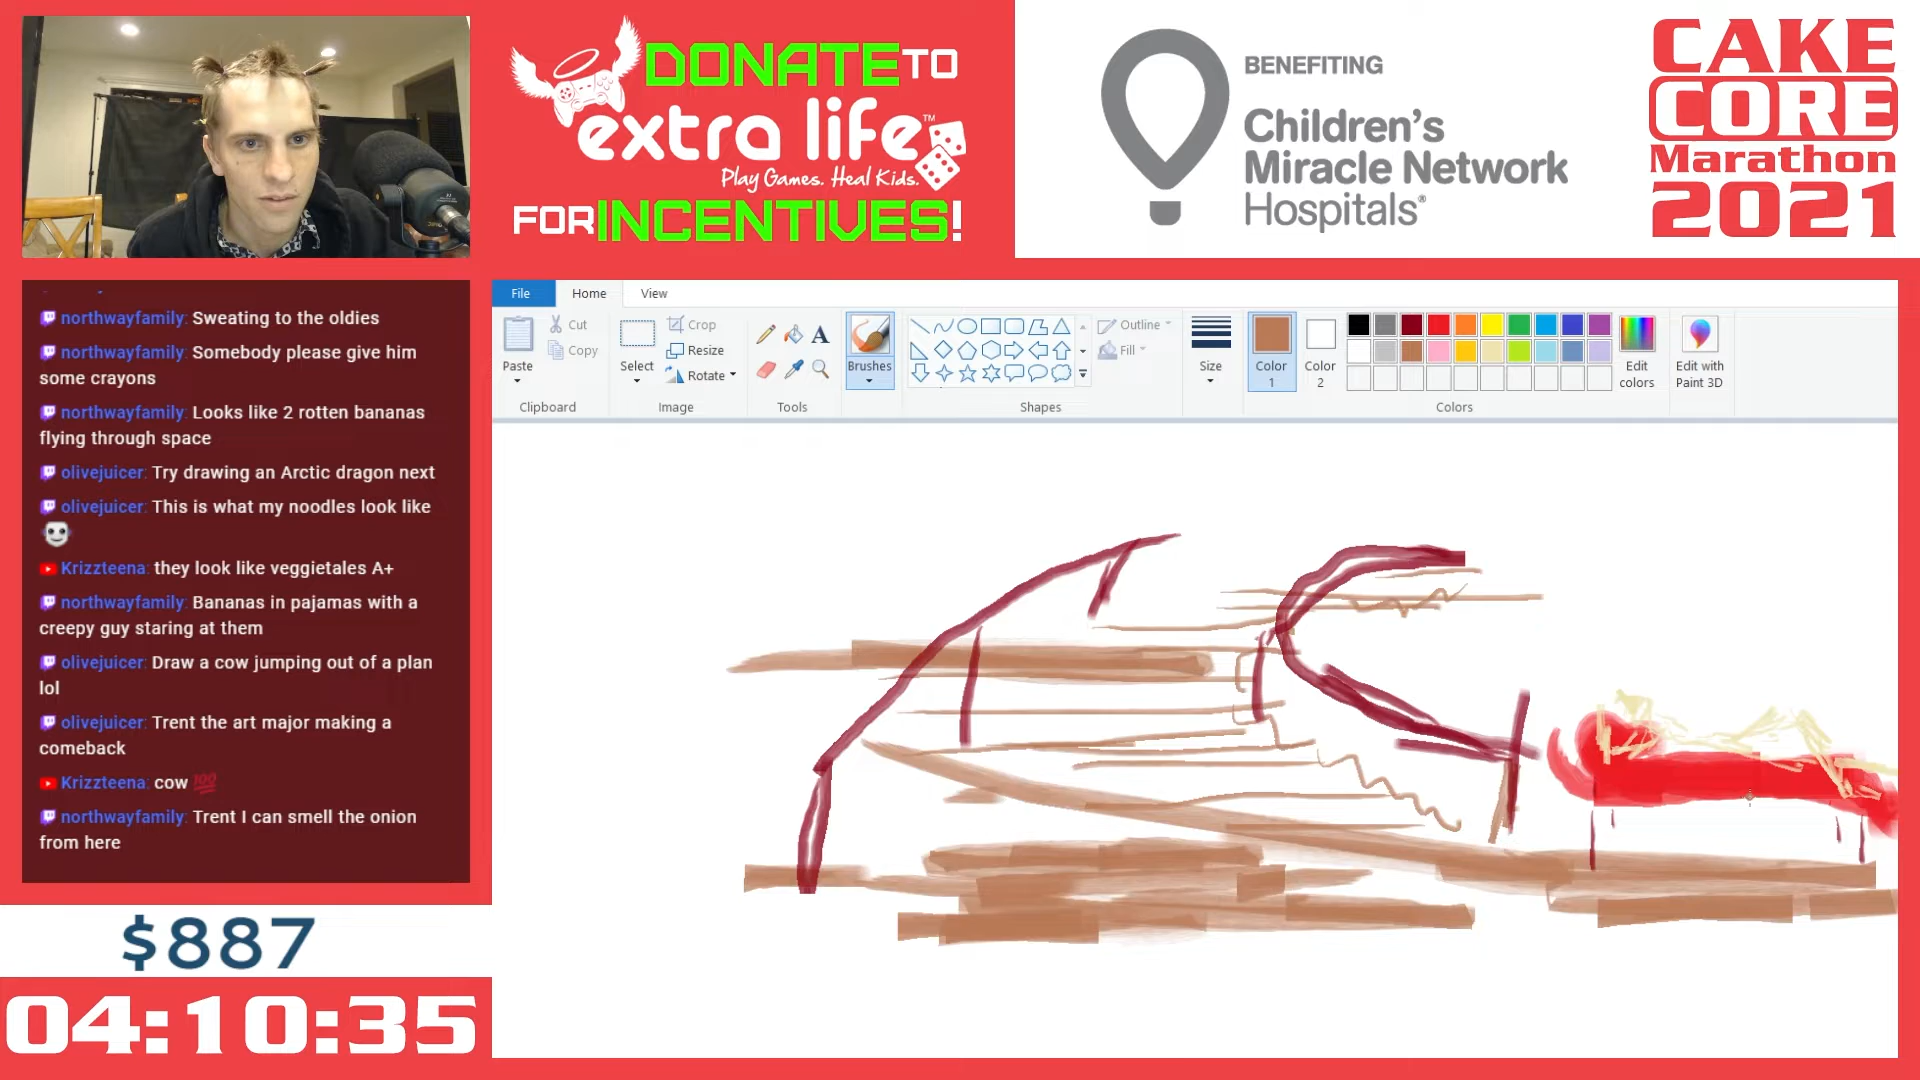 DONATE TO
extra life™
Play Games. Heal Kids.
FOR INCENTIVES!
BENEFITING
Children's
Miracle Network
Hospitals®
CAKE
CORE
Marathon
2021
northwayfamily: Sweating to the oldies
northwayfamily: Somebody please give him
some crayons
northwayfamily: Looks like 2 rotten bananas
flying through space
olivejuicer: Try drawing an Arctic dragon next
olivejuicer: This is what my noodles look like
Krizzteena: they look like veggietales A+
northwayfamily: Bananas in pajamas with a
creepy guy staring at them
olivejuicer: Draw a cow jumping out of a plan
lol
olivejuicer: Trent the art major making a
comeback
Krizzteena: cow 💯
northwayfamily: Trent I can smell the onion
from here
$887
04:10:35
File Home View
Paste
Cut
Copy
Clipboard
Select
Crop
Resize
Rotate
Image
A
Tools
Brushes
Outline
Fill
Shapes
Size
Color
1
Color
2
Edit
colors
Colors
Edit with
Paint 3D